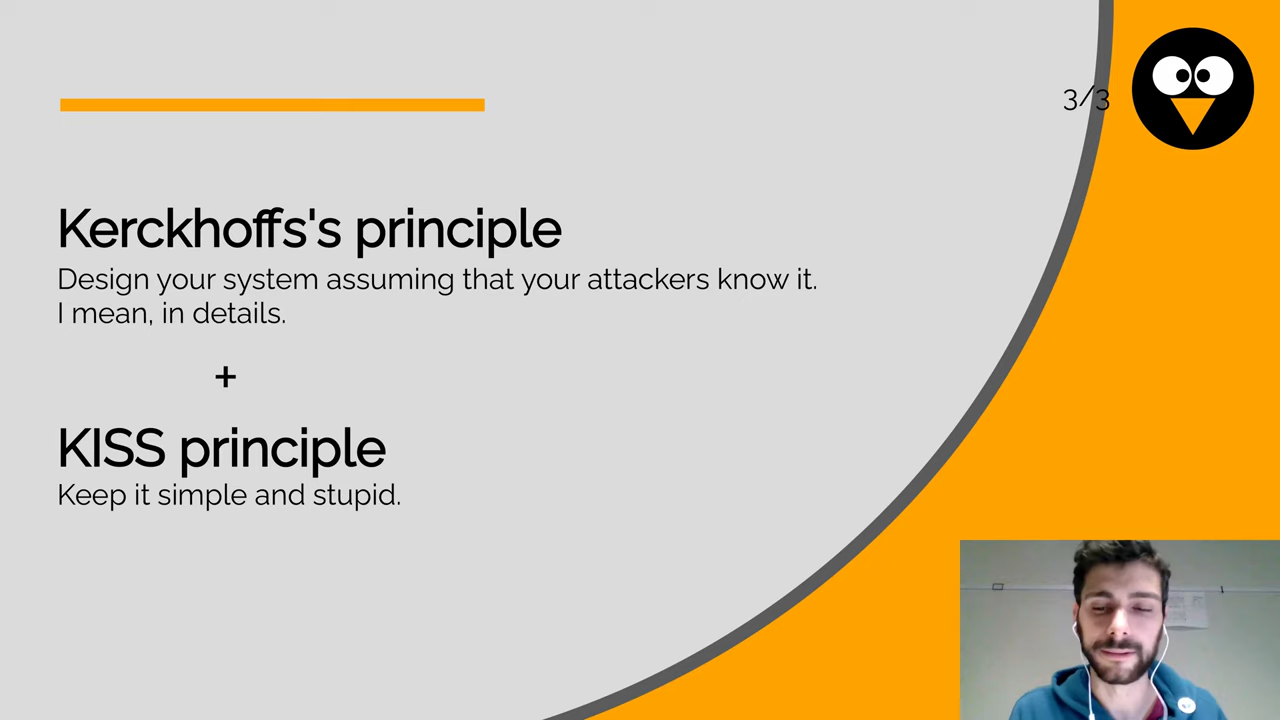 3/3
Kerckhoffs's principle
Design your system assuming that your attackers know it.
I mean, in details.
+
KISS principle
Keep it simple and stupid.